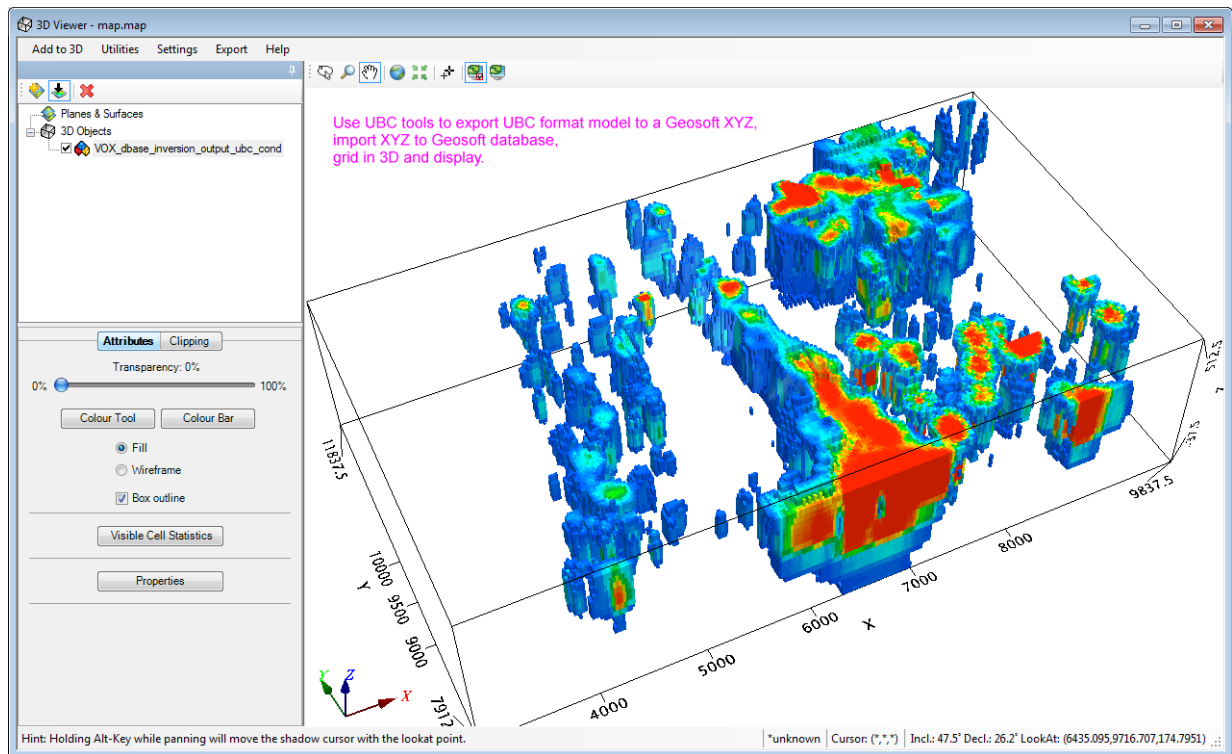 3D Viewer - map.map
Add to 3D Utilities Settings Export Help
Planes & Surfaces
3D Objects
VOX_dbase_inversion_output_ubc_cond
Use UBC tools to export UBC format model to a Geosoft XYZ,
import XYZ to Geosoft database,
grid in 3D and display.
Attributes Clipping
Transparency: 0%
0% 100%
Colour Tool Colour Bar
Fill
Wireframe
Box outline
Visible Cell Statistics
Properties
11837.5
10000
9500
9000
7912
Y
4000
5000
6000
7000
8000
9837.5
X
512.5
Y Z X
Hint: Holding Alt-Key while panning will move the shadow cursor with the lookat point.
*unknown Cursor: (*,*,*) Incl.: 47.5° Decl.: 26.2° LookAt: (6435.095,9716.707,174.7951)